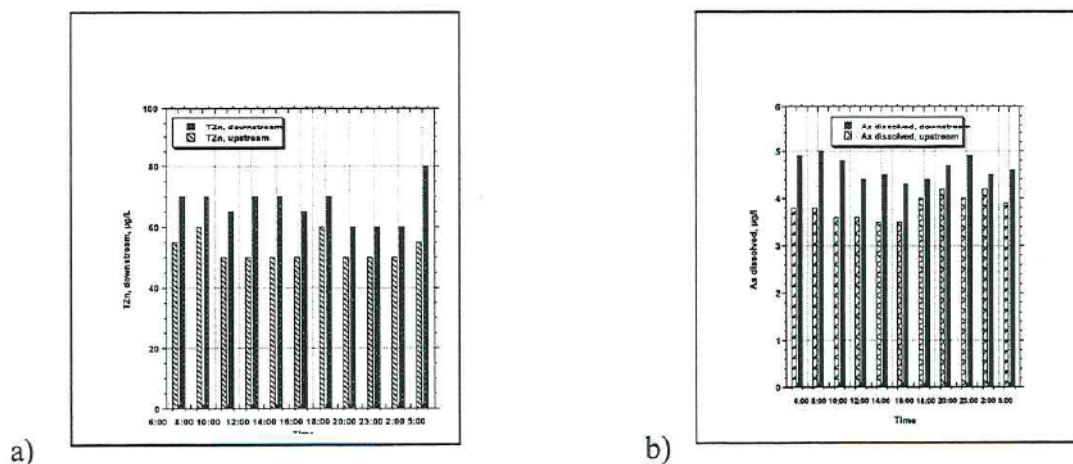 100
80
60
40
20
0
TZn, downstream
TZn, upstream
TZn, downstream, µg/L
6:00 8:00 10:00 12:00 14:00 16:00 18:00 20:00 23:00 2:00 5:00
Time
a)
6
5
4
3
2
1
0
As dissolved, downstream
As dissolved, upstream
As dissolved, µg/l
6:00 8:00 10:00 12:00 14:00 16:00 18:00 20:00 23:00 2:00 5:00
Time
b)